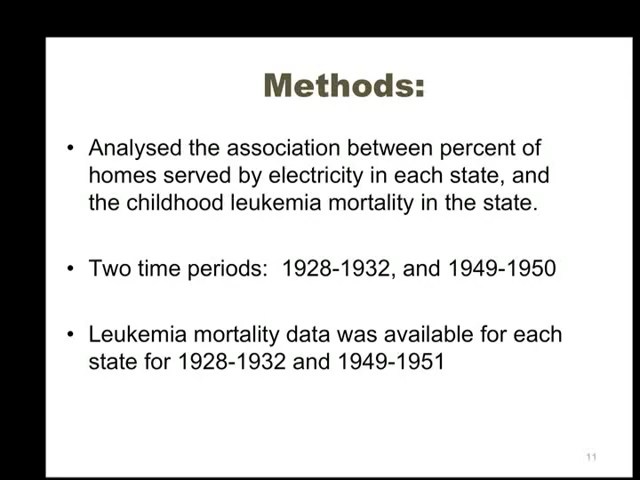 Methods:
• Analysed the association between percent of
homes served by electricity in each state, and
the childhood leukemia mortality in the state.
• Two time periods:  1928-1932, and 1949-1950
• Leukemia mortality data was available for each
state for 1928-1932 and 1949-1951
11